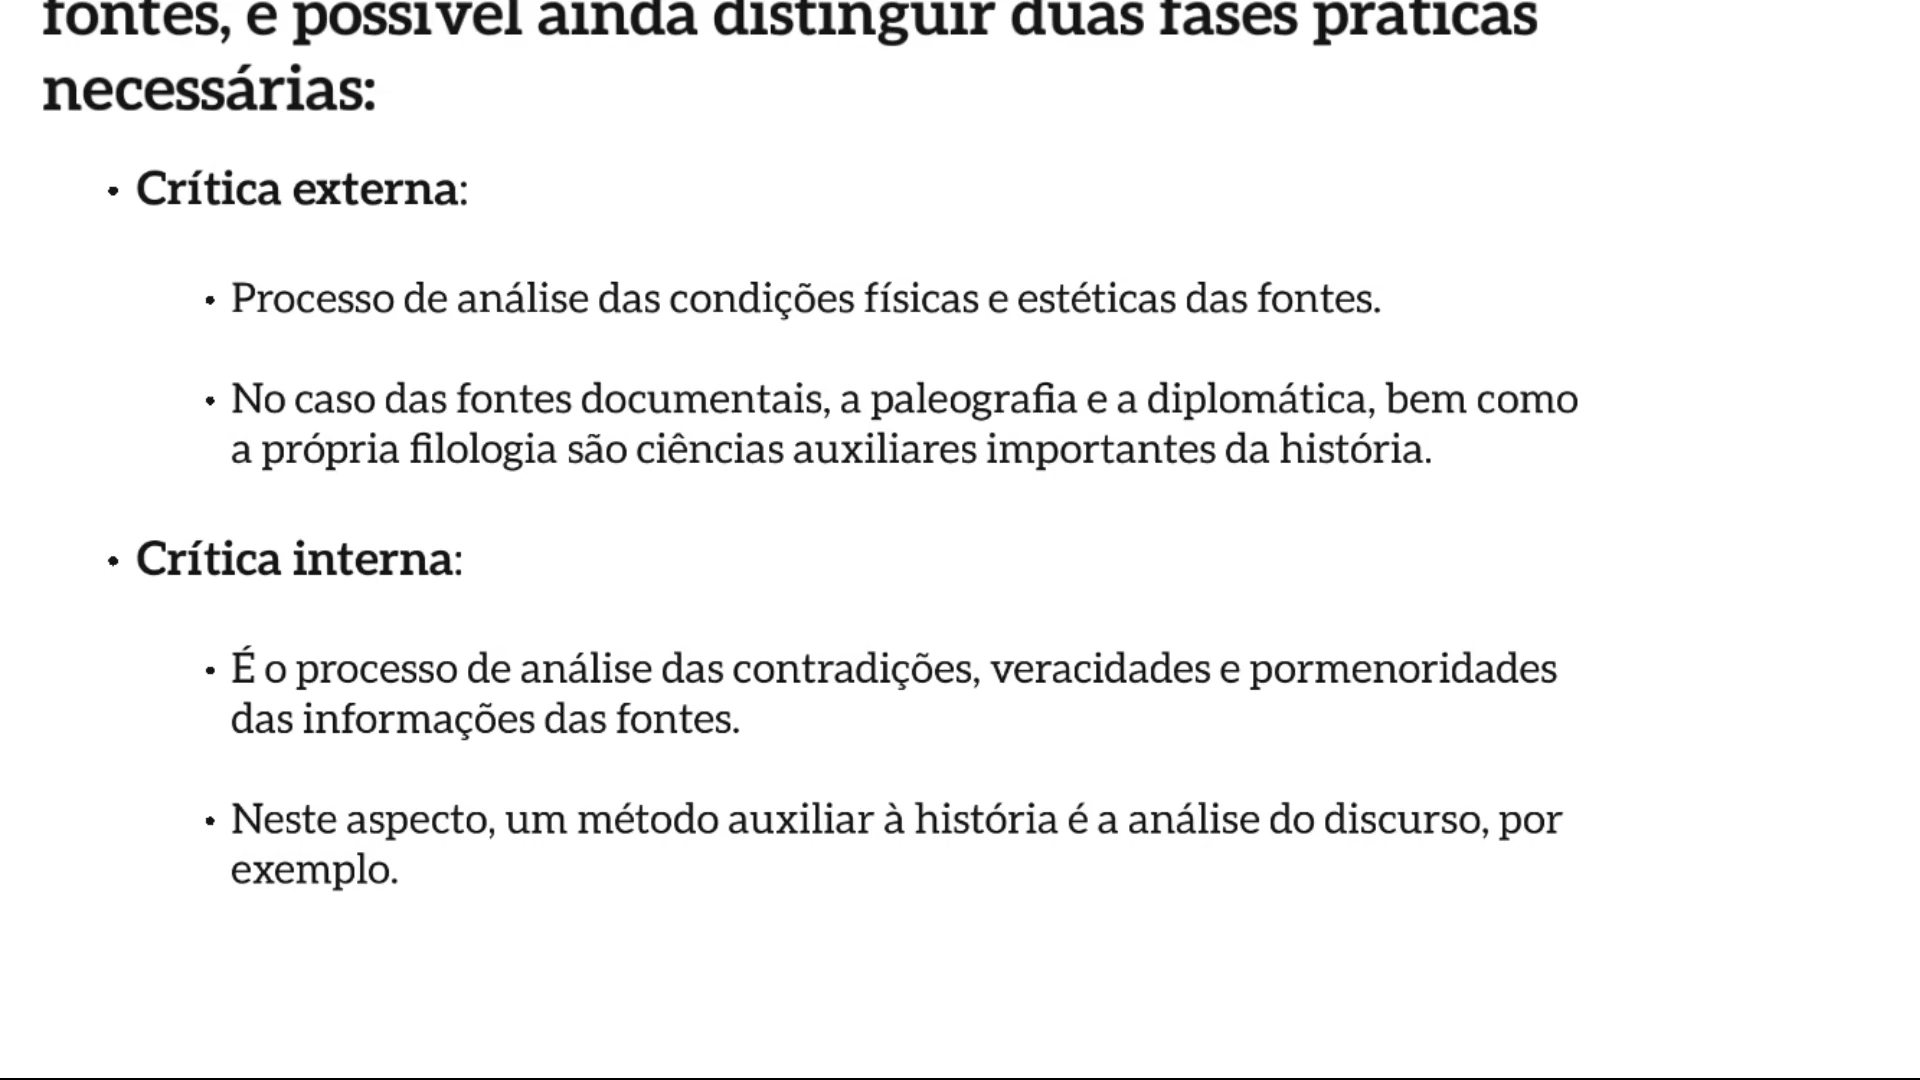 fontes, é possível ainda distinguir duas fases práticas
necessárias:
• Crítica externa:
• Processo de análise das condições físicas e estéticas das fontes.
• No caso das fontes documentais, a paleografia e a diplomática, bem como
a própria filologia são ciências auxiliares importantes da história.
• Crítica interna:
• É o processo de análise das contradições, veracidades e pormenoridades
das informações das fontes.
• Neste aspecto, um método auxiliar à história é a análise do discurso, por
exemplo.